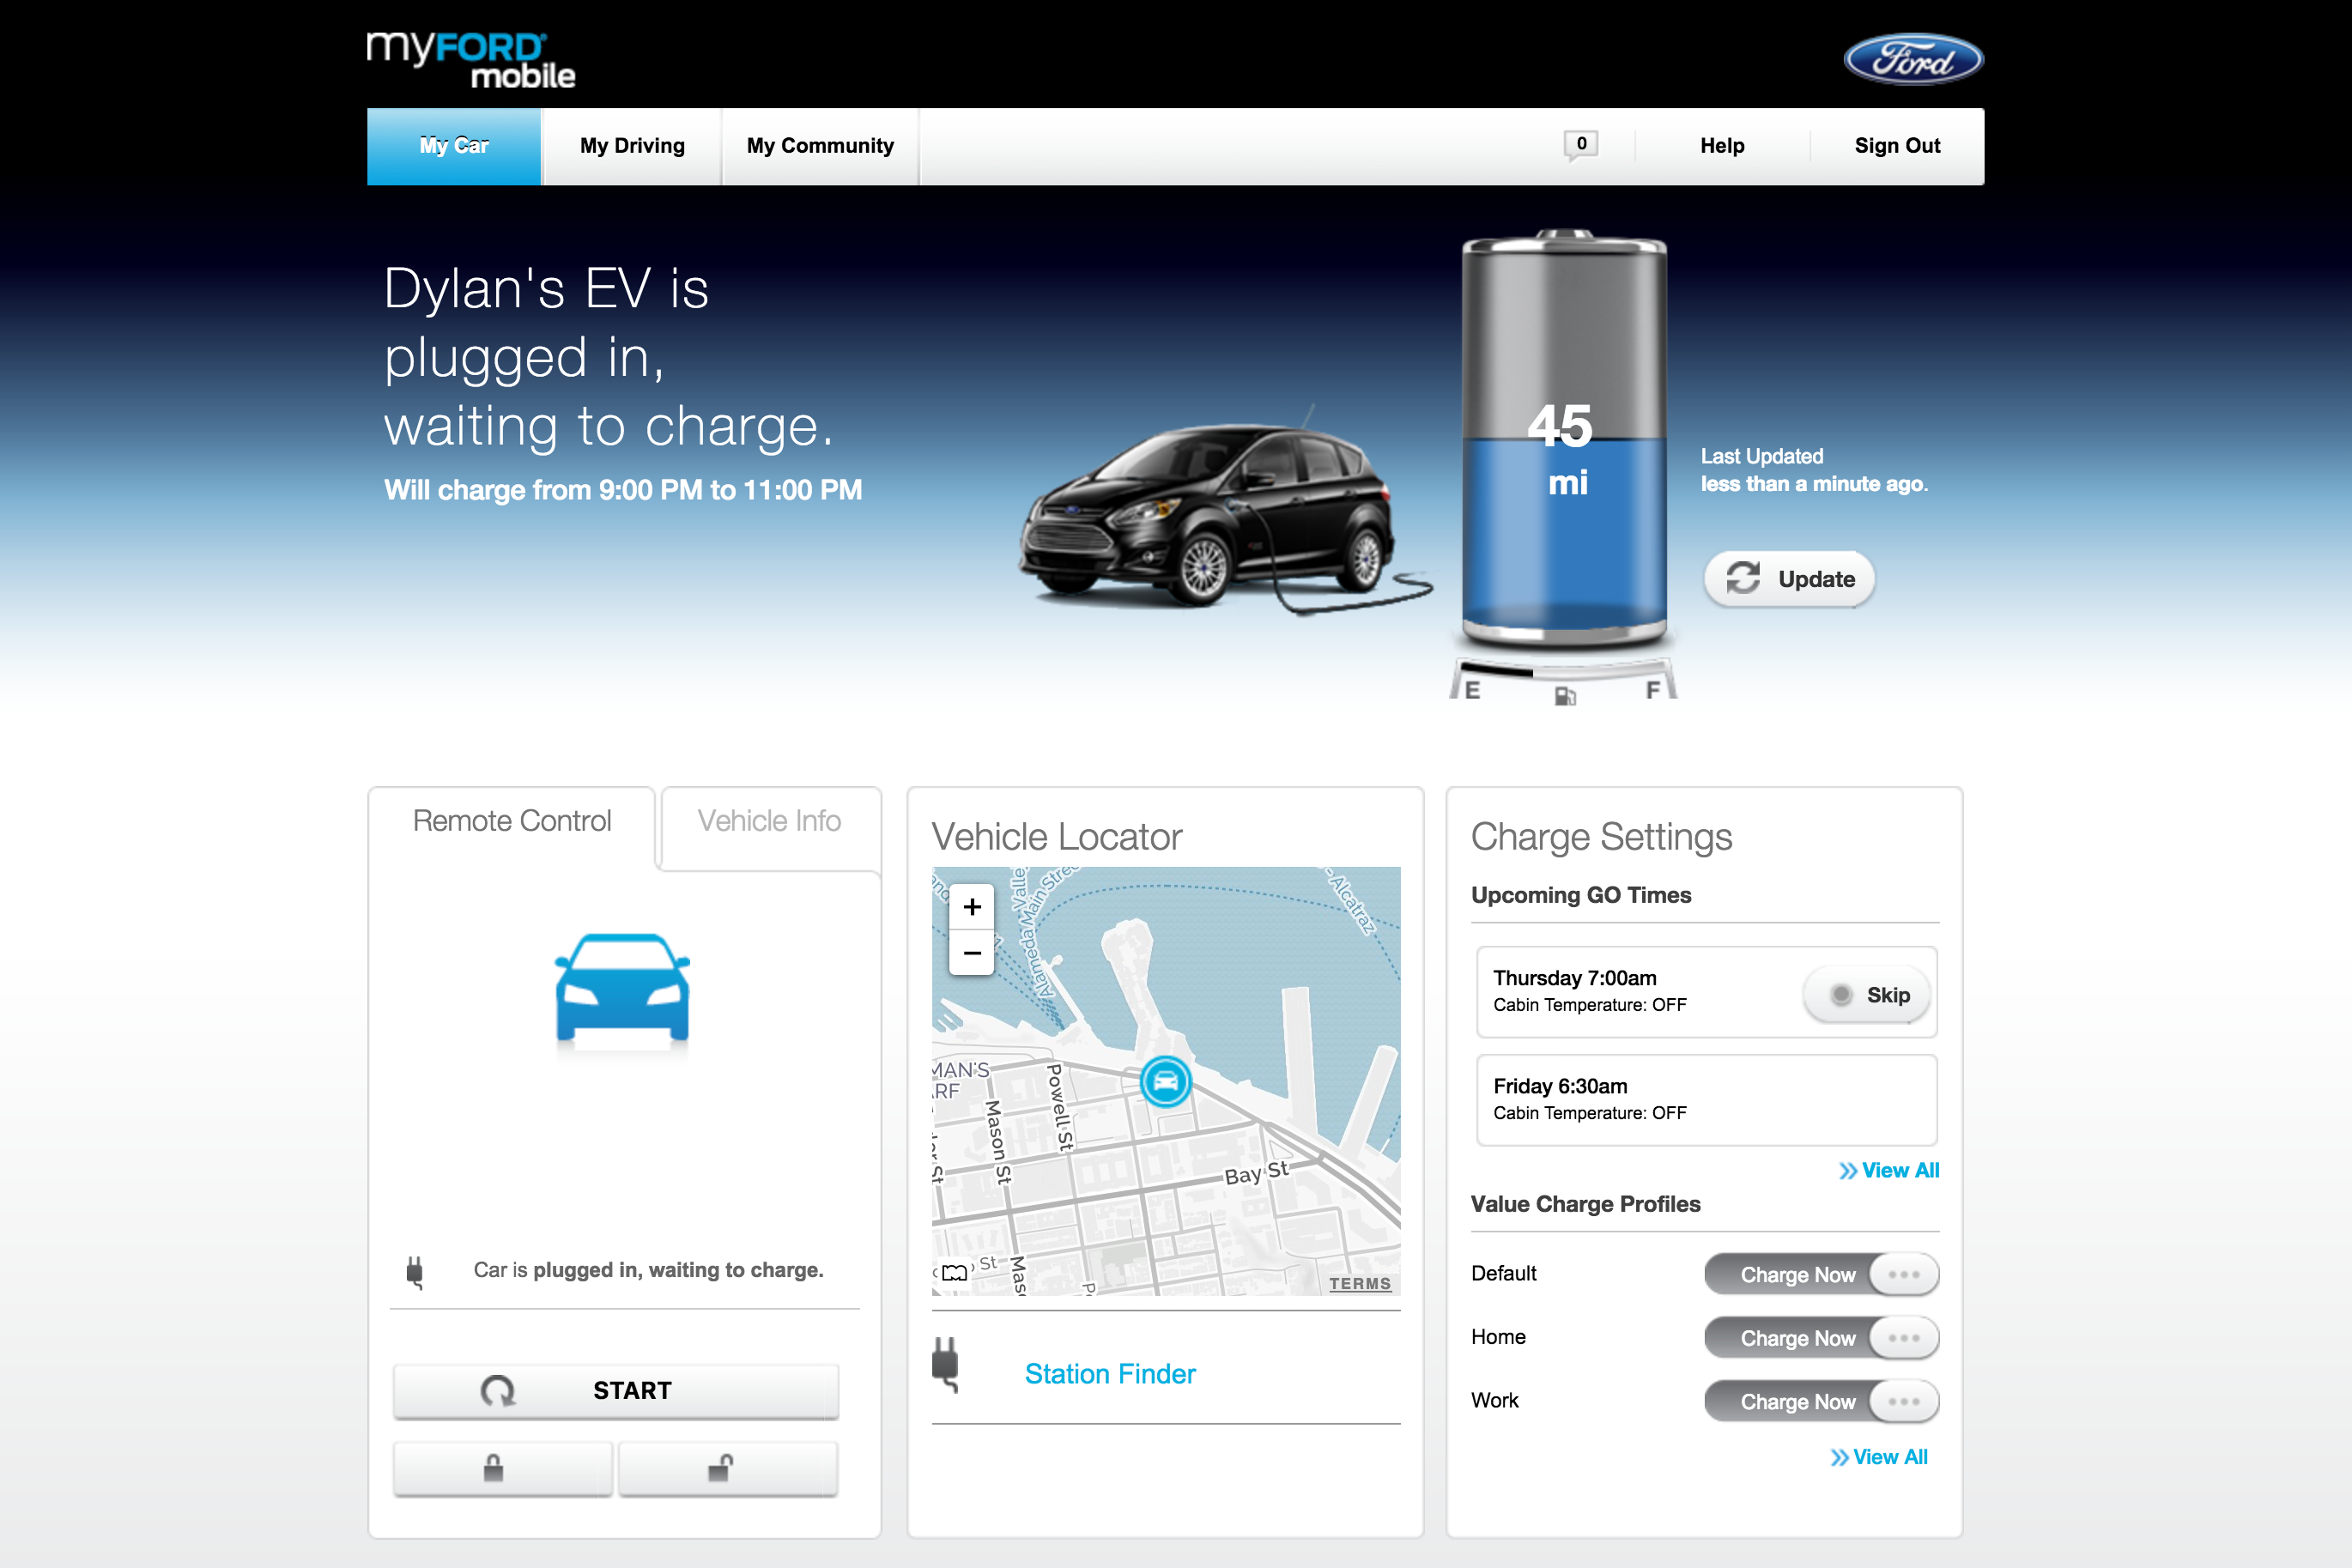 myFORD®
mobile
Ford
My Car
My Driving
My Community
0
Help
Sign Out
Dylan's EV is
plugged in,
waiting to charge.
Will charge from 9:00 PM to 11:00 PM
45
mi
Last Updated
less than a minute ago.
Update
E
F
Remote Control
Vehicle Info
Car is plugged in, waiting to charge.
START
Vehicle Locator
+
−
Alameda Main Stre
Valle
- Alcatraz
MAN'S
RF
Powell St
Mason St
Bay St
St
Mas
TERMS
Station Finder
Charge Settings
Upcoming GO Times
Thursday 7:00am
Cabin Temperature: OFF
Skip
Friday 6:30am
Cabin Temperature: OFF
View All
Value Charge Profiles
Default
Charge Now
Home
Charge Now
Work
Charge Now
View All